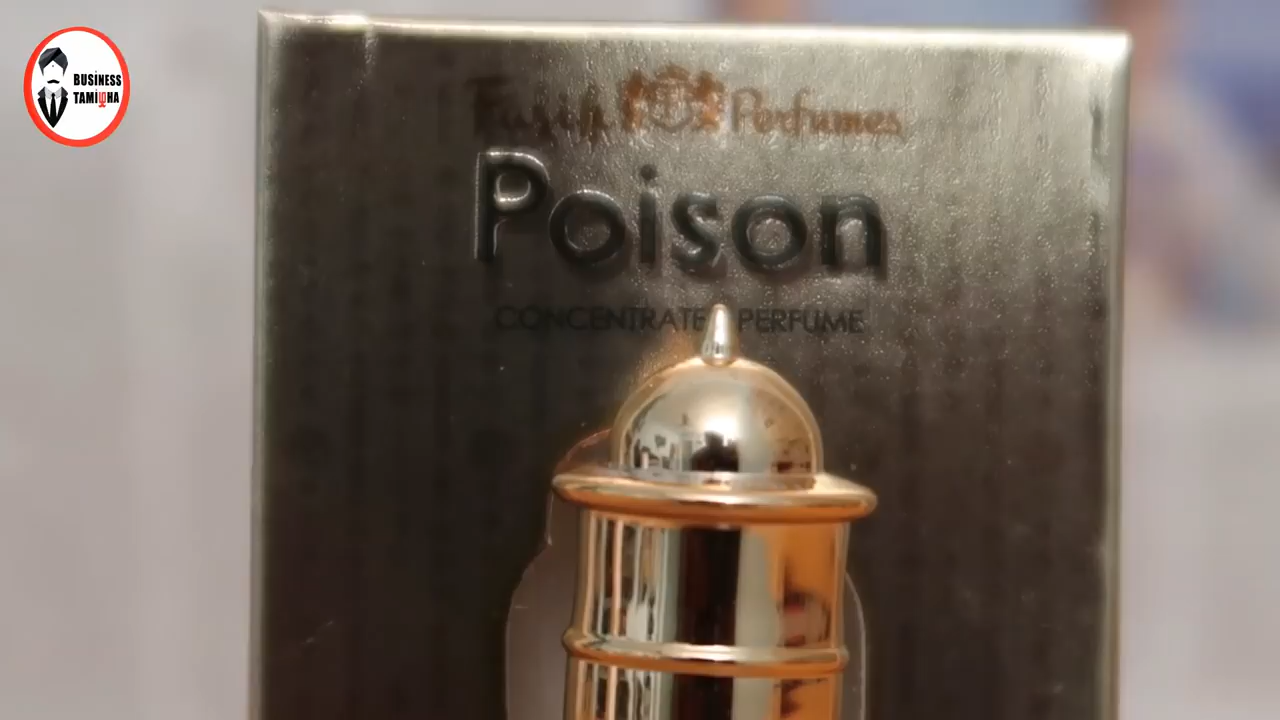 BUSINESS
TAMIZHA
Perfumes
Poison
CONCENTRATE PERFUME